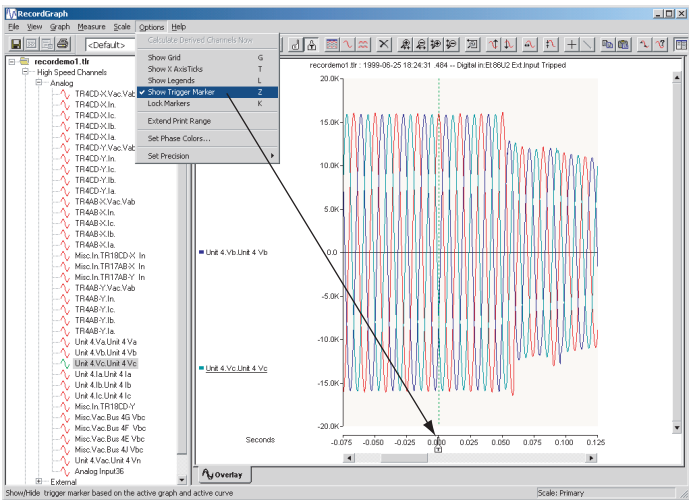 RecordGraph
File View Graph Measure Scale Options Help
<Default>
Calculate Derived Channels Now
Show Grid G
Show X AxisTicks T
Show Legends L
Show Trigger Marker Z
Lock Markers K
Extend Print Range
Set Phase Colors...
Set Precision
recordemo1.tlr
High Speed Channels
Analog
TR4CD-X.Vac.Vab
TR4CD-X.In.
TR4CD-X.Ic.
TR4CD-X.Ib.
TR4CD-X.Ia.
TR4CD-Y.Vac.Vab
TR4CD-Y.In.
TR4CD-Y.Ic.
TR4CD-Y.Ib.
TR4CD-Y.Ia.
TR4AB-X.Vac.Vab
TR4AB-X.In.
TR4AB-X.Ic.
TR4AB-X.Ib.
TR4AB-X.Ia.
Misc.In.TR18CD-X In
Misc.In.TR17AB-X In
Misc.In.TR17AB-Y In
TR4AB-Y.Vac.Vab
TR4AB-Y.In.
TR4AB-Y.Ic.
TR4AB-Y.Ib.
TR4AB-Y.Ia.
Unit 4.Va.Unit 4 Va
Unit 4.Vb.Unit 4 Vb
Unit 4.Vc.Unit 4 Vc
Unit 4.Ia.Unit 4 Ia
Unit 4.Ib.Unit 4 Ib
Unit 4.Ic.Unit 4 Ic
Misc.In.TR18CD-Y
Misc.Vac.Bus 4G Vbc
Misc.Vac.Bus 4F Vbc
Misc.Vac.Bus 4E Vbc
Misc.Vac.Bus 4J Vbc
Unit 4.Vac.Unit 4 Vn
Analog Input36
External
recordemo1.tlr : 1999-06-25 18:24:31 .484 -- Digital in:Et 86U2 Ext.Input Tripped
20.0K
15.0K
10.0K
5.0K
Unit 4.Vb.Unit 4 Vb
0.0
-5.0K
-10.0K
Unit 4.Vc.Unit 4 Vc
-15.0K
-20.0K
Seconds
-0.075 -0.050 -0.025 0.000 0.025 0.050 0.075 0.100 0.125
Overlay
Show/Hide trigger marker based on the active graph and active curve
Scale: Primary